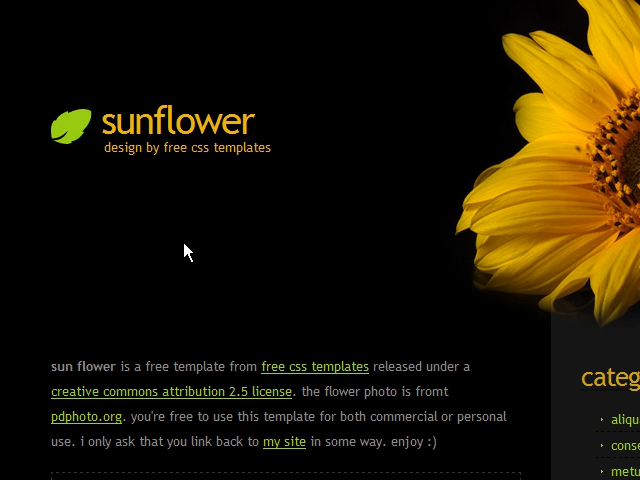 sunflower
design by free css templates
sun flower is a free template from free css templates released under a
creative commons attribution 2.5 license. the flower photo is fromt
pdphoto.org. you're free to use this template for both commercial or personal
use. i only ask that you link back to my site in some way. enjoy :)
categ
aliqu
conse
metu